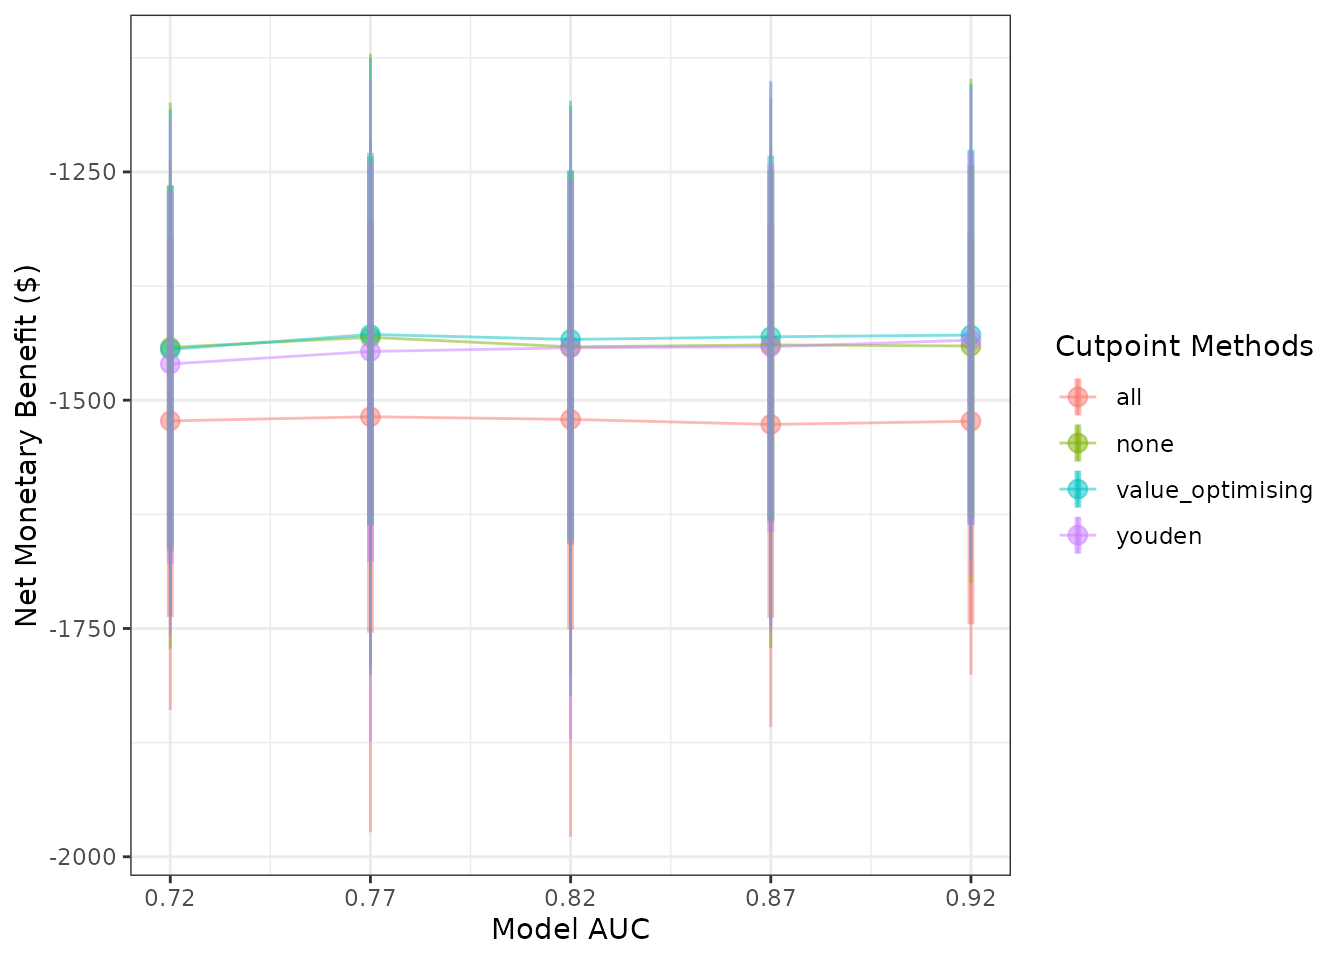 Net Monetary Benefit ($)
-1250
-1500
-1750
-2000
0.72
0.77
0.82
0.87
0.92
Model AUC
Cutpoint Methods
all
none
value_optimising
youden